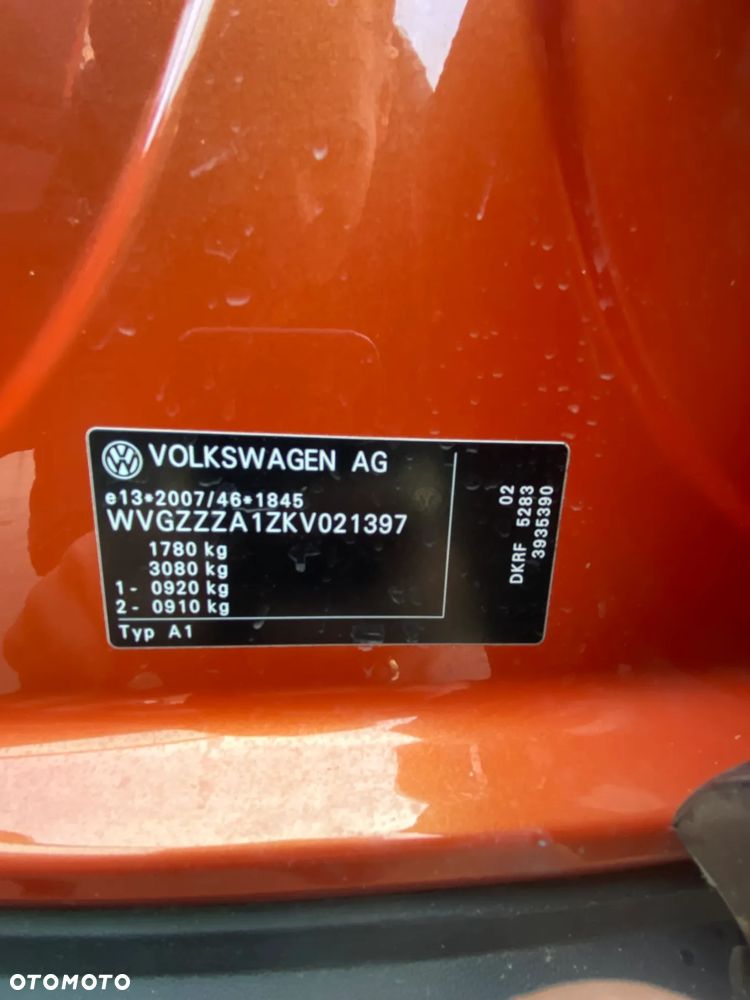 VOLKSWAGEN AG
e13*2007/46*1845
WVGZZZA1ZKV021397
1780 kg
3080 kg
1- 0920 kg
2- 0910 kg
Typ A1
02
DKRF 5283
3935390
OTOMOTO